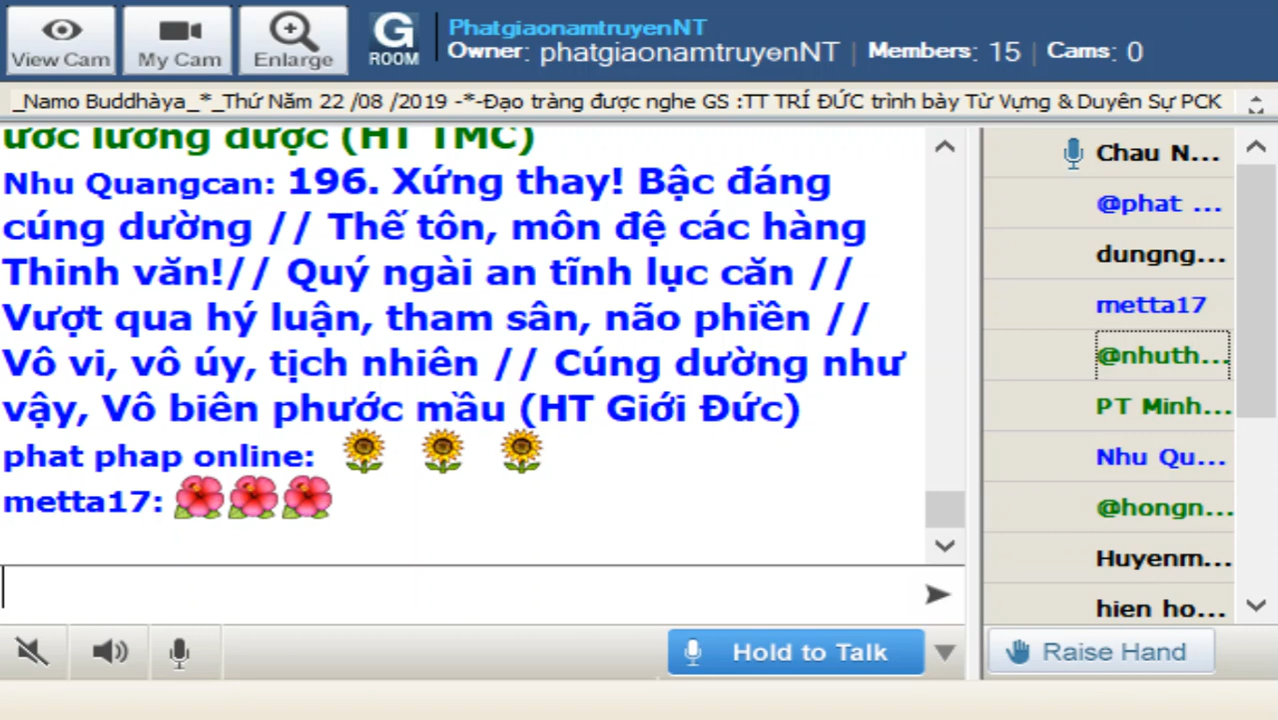 View Cam
My Cam
Enlarge
G
ROOM
PhatgiaonamtruyenNT
Owner: phatgiaonamtruyenNT | Members: 15 | Cams: 0
_Namo Buddhàya_*_Thứ Năm 22 /08 /2019 -*-Đạo tràng được nghe GS :TT TRÍ ĐỨC trình bày Từ Vựng & Duyên Sự PCK
ước lường được (HT TMC)
Nhu Quangcan: 196. Xứng thay! Bậc đáng
cúng dường // Thế tôn, môn đệ các hàng
Thinh văn!// Quý ngài an tĩnh lục căn //
Vượt qua hý luận, tham sân, não phiền //
Vô vi, vô úy, tịch nhiên // Cúng dường như
vậy, Vô biên phước mầu (HT Giới Đức)
phat phap online:
metta17:
Chau N...
@phat ...
dungng...
metta17
@nhuth...
PT Minh...
Nhu Qu...
@hongn...
Huyenm...
hien ho...
Hold to Talk
Raise Hand